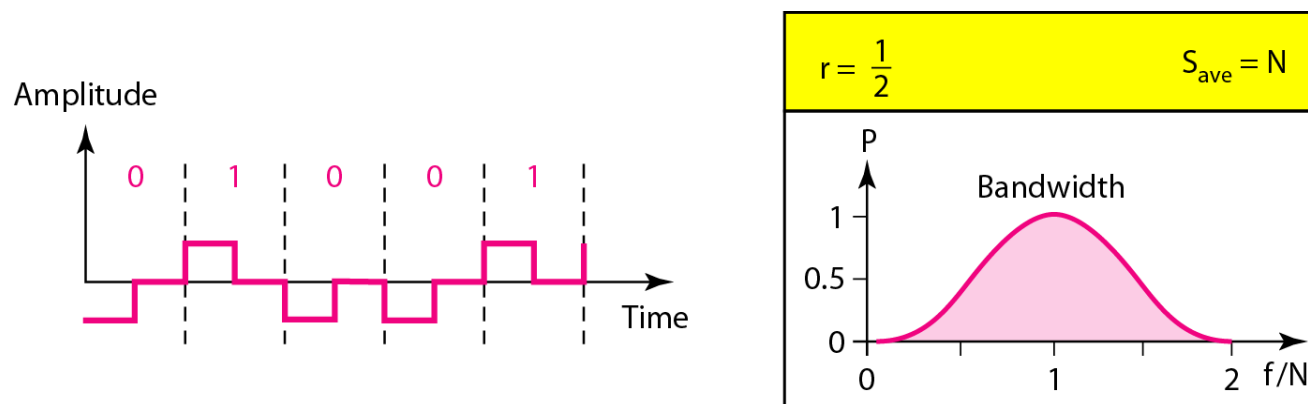 Amplitude
0 1 0 0 1
Time
r = 1/2
S_ave = N
P
Bandwidth
1
0.5
0
0 1 2 f/N